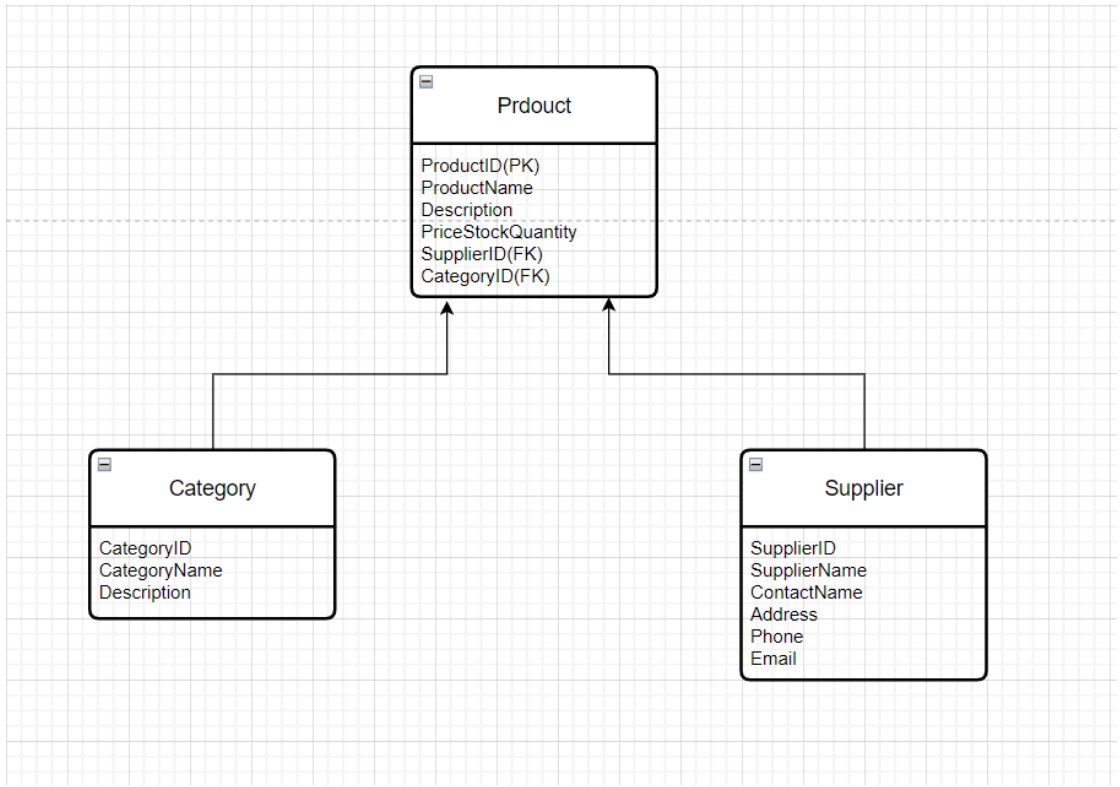 Prdouct
ProductID(PK)
ProductName
Description
PriceStockQuantity
SupplierID(FK)
CategoryID(FK)
Category
CategoryID
CategoryName
Description
Supplier
SupplierID
SupplierName
ContactName
Address
Phone
Email